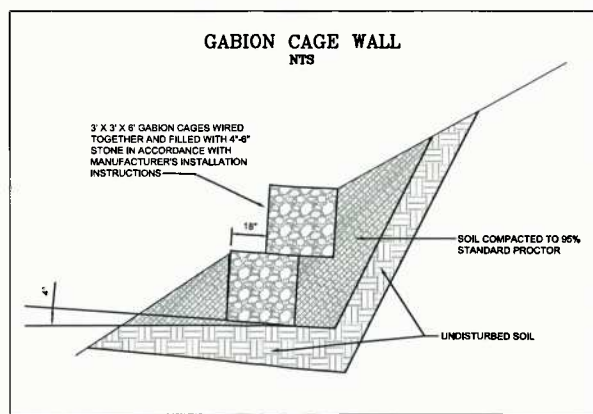 GABION CAGE WALL
NTS
3' X 3' X 6' GABION CAGES WIRED
TOGETHER AND FILLED WITH 4"-6"
STONE IN ACCORDANCE WITH
MANUFACTURER'S INSTALLATION
INSTRUCTIONS
18"
SOIL COMPACTED TO 95%
STANDARD PROCTOR
4"
UNDISTURBED SOIL